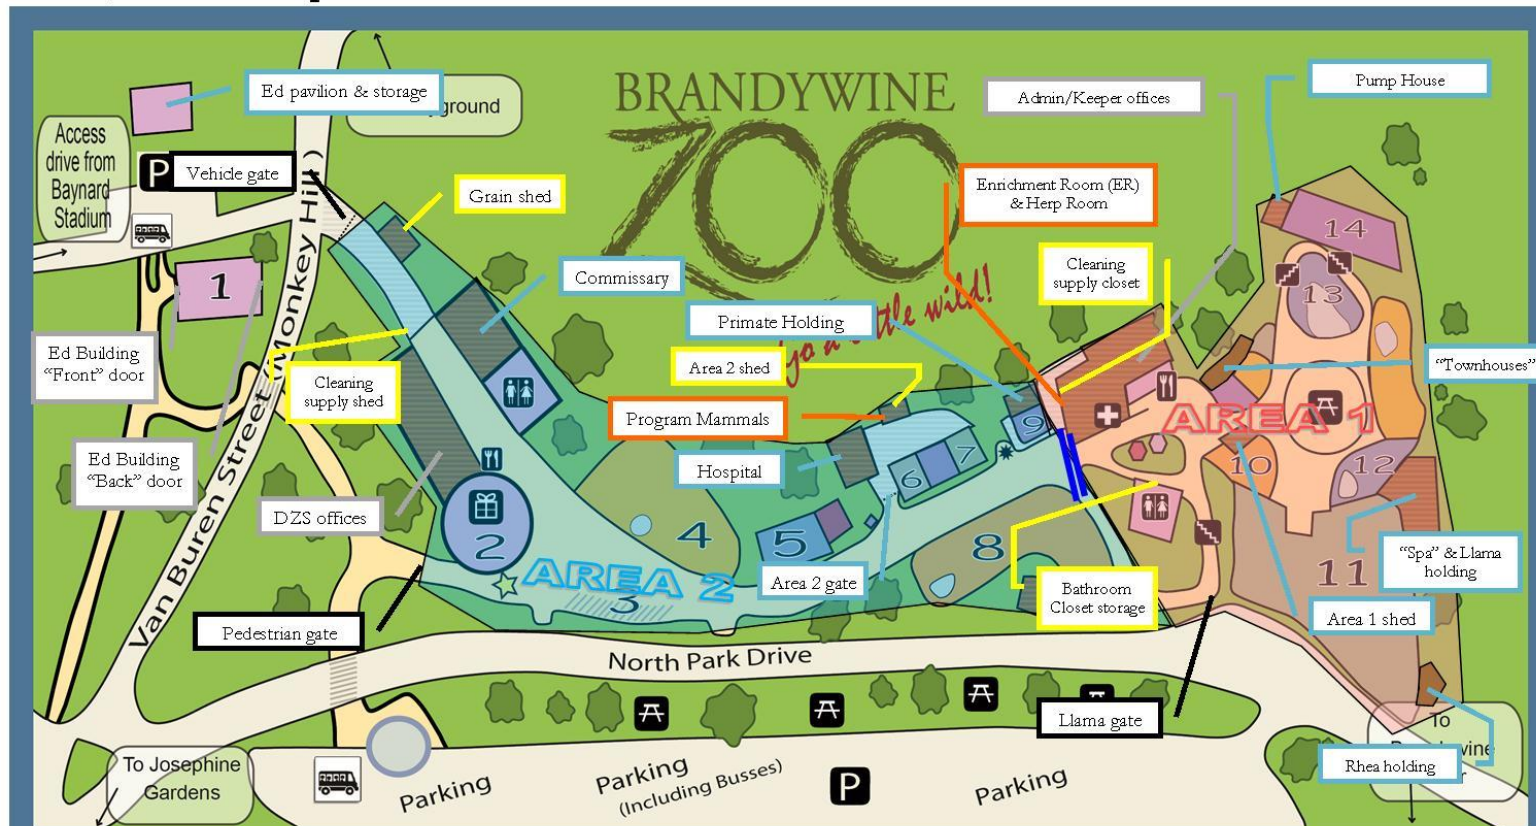 BRANDYWINE
ZOO
go a little wild!
Ed pavilion & storage
ground
Access
drive from
Baynard
Stadium
P
Vehicle gate
Grain shed
Commissary
Admin/Keeper offices
Pump House
Enrichment Room (ER)
& Herp Room
Cleaning
supply closet
Primate Holding
Area 2 shed
Program Mammals
Hospital
"Townhouses"
1
Ed Building
"Front" door
Cleaning
supply shed
Ed Building
"Back" door
DZS offices
Van Buren Street (Monkey Hill)
14
13
AREA 1
9
7
6
10
12
2
4
5
8
11
AREA 2
3
Area 2 gate
Bathroom
Closet storage
"Spa" & Llama
holding
Area 1 shed
Pedestrian gate
North Park Drive
Llama gate
To
wine
Rhea holding
r
To Josephine
Gardens
Parking
Parking
(Including Busses)
P
Parking